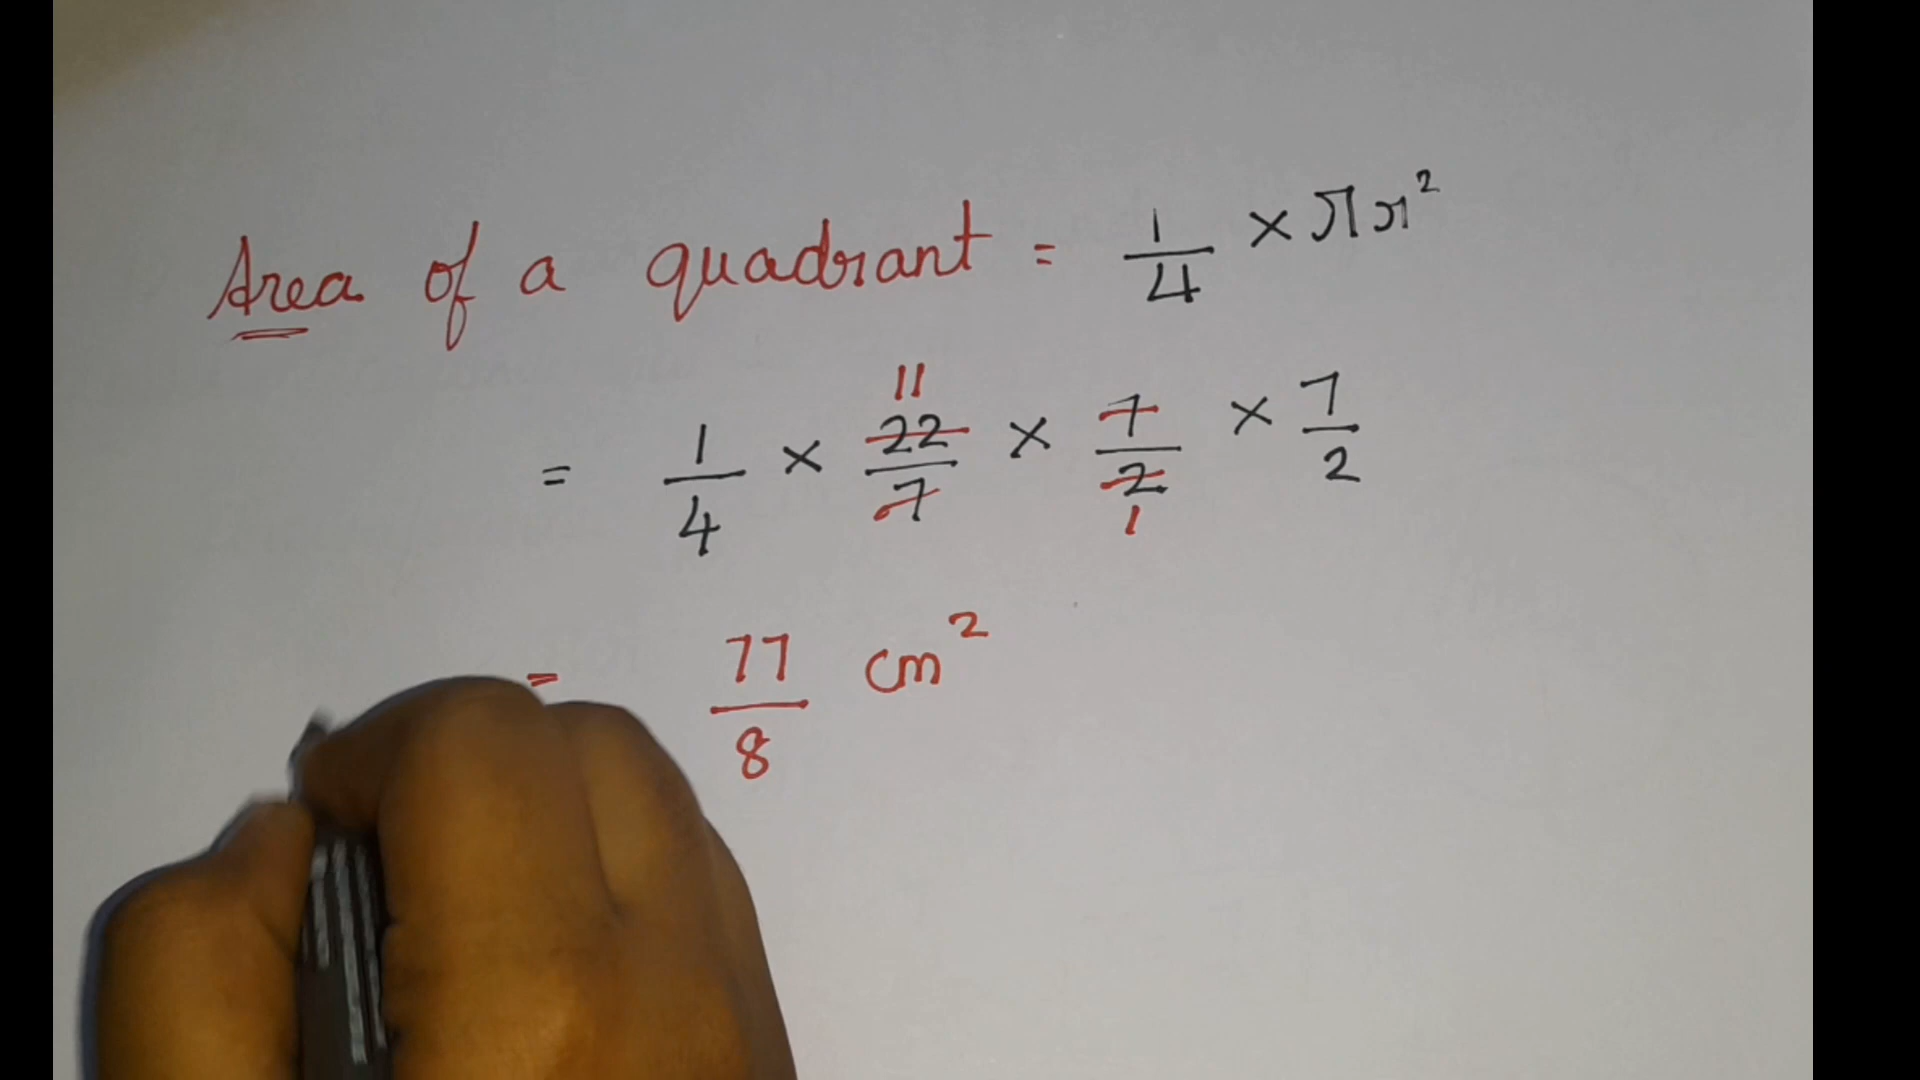 Area of a quadrant = 1/4 × πr²
= 1/4 × 22/7 × 7/2 × 7/2
11
1
= 77/8 cm²